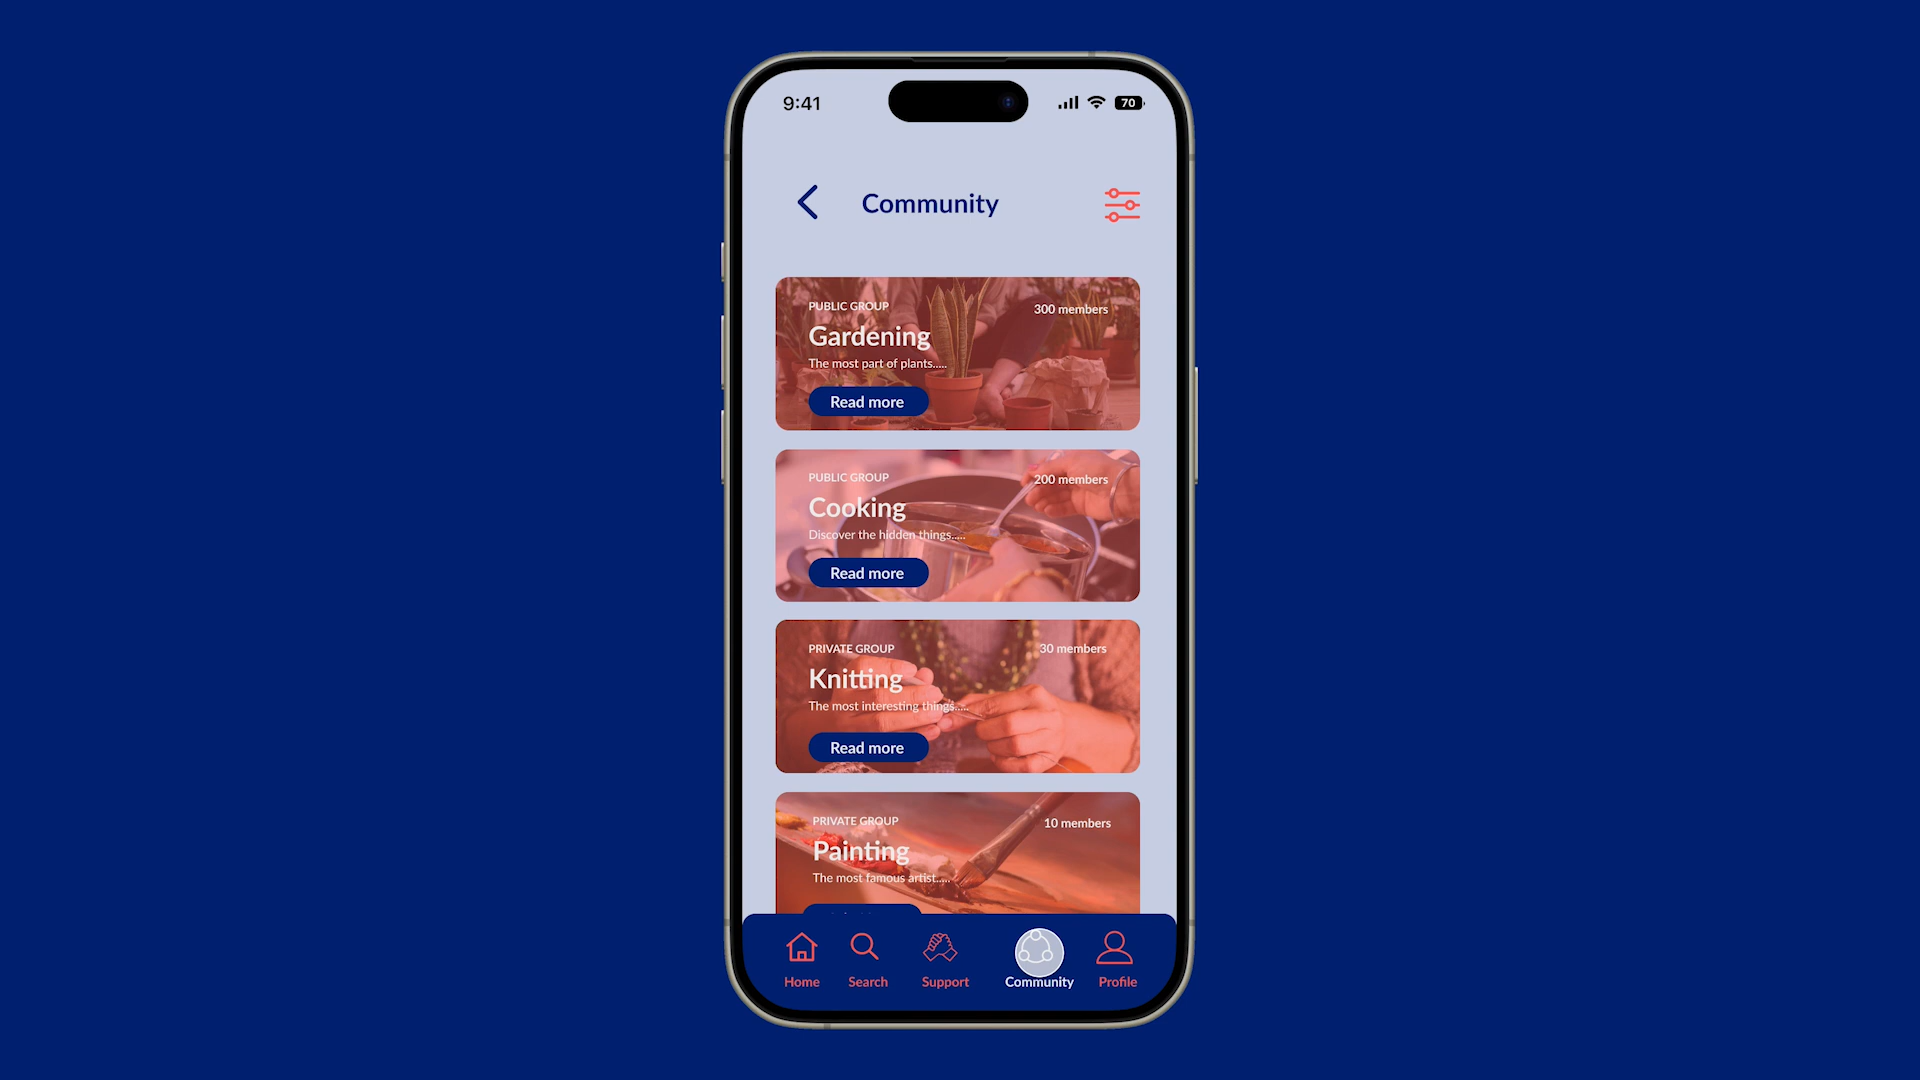 9:41
70
Community
PUBLIC GROUP
300 members
Gardening
The most part of plants.....
Read more
PUBLIC GROUP
200 members
Cooking
Discover the hidden things.....
Read more
PRIVATE GROUP
30 members
Knitting
The most interesting things.....
Read more
PRIVATE GROUP
10 members
Painting
The most famous artist.....
Home
Search
Support
Community
Profile